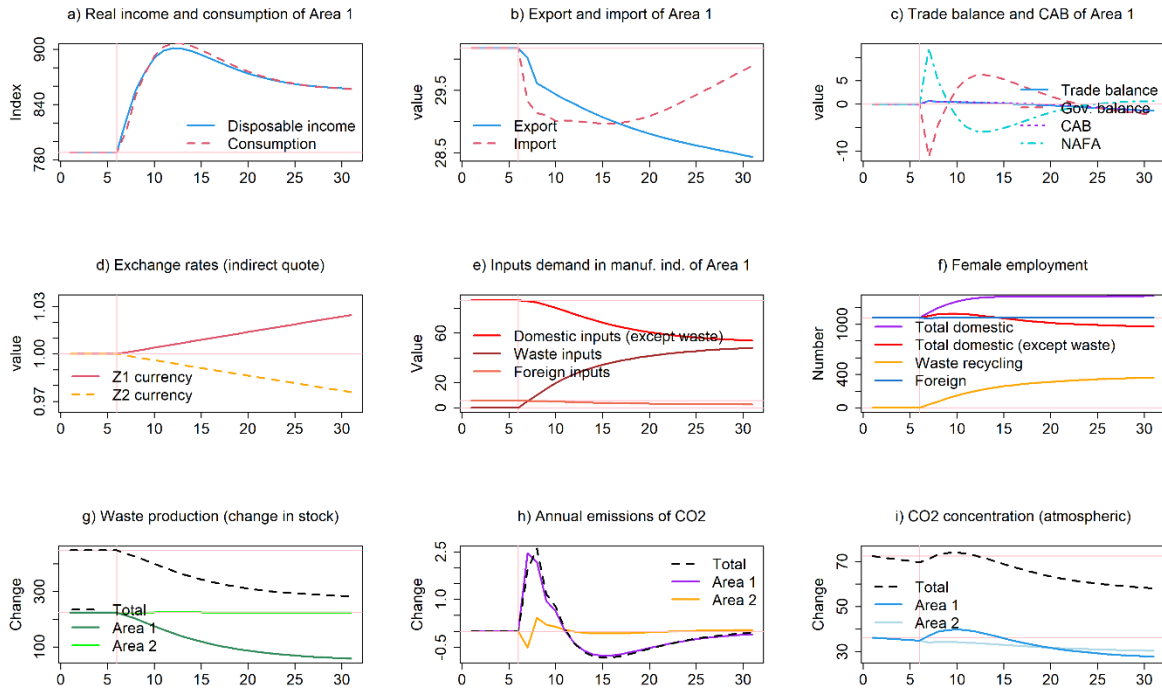 a) Real income and consumption of Area 1
Index
900
840
780
Disposable income
Consumption
0 5 10 15 20 25 30
b) Export and import of Area 1
value
29.5
28.5
Export
Import
0 5 10 15 20 25 30
c) Trade balance and CAB of Area 1
value
5
0
-10
Trade balance
Gov. balance
CAB
NAFA
0 5 10 15 20 25 30
d) Exchange rates (indirect quote)
value
1.03
1.00
0.97
Z1 currency
Z2 currency
0 5 10 15 20 25 30
e) Inputs demand in manuf. ind. of Area 1
Value
60
20
0
Domestic inputs (except waste)
Waste inputs
Foreign inputs
0 5 10 15 20 25 30
f) Female employment
Number
1000
400
0
Total domestic
Total domestic (except waste)
Waste recycling
Foreign
0 5 10 15 20 25 30
g) Waste production (change in stock)
Change
300
100
Total
Area 1
Area 2
0 5 10 15 20 25 30
h) Annual emissions of CO2
Change
2.5
1.0
-0.5
Total
Area 1
Area 2
0 5 10 15 20 25 30
i) CO2 concentration (atmospheric)
Change
70
50
30
Total
Area 1
Area 2
0 5 10 15 20 25 30